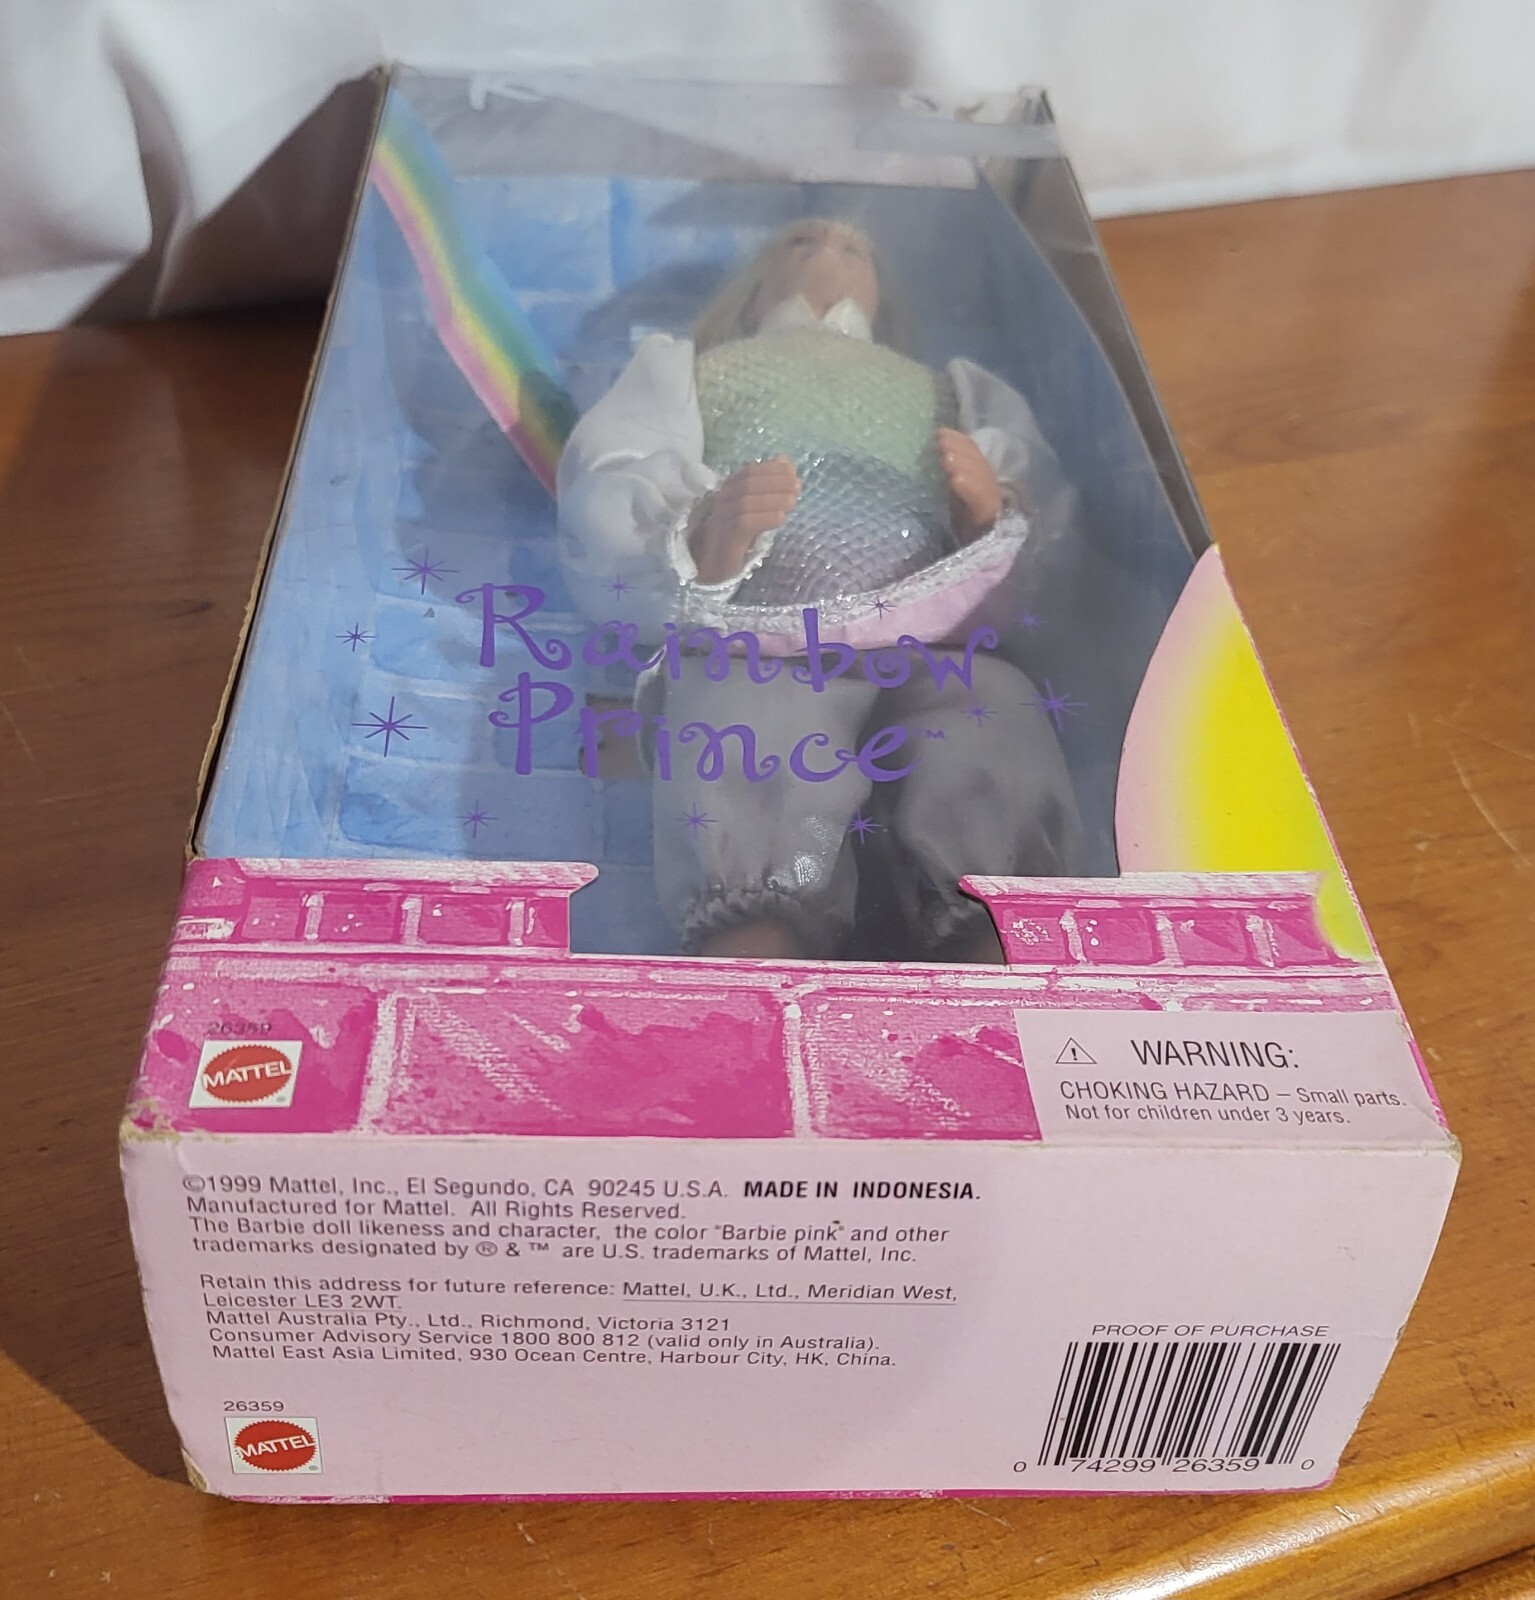 Rainbow
Prince™
26359
MATTEL
®
⚠ WARNING:
CHOKING HAZARD – Small parts.
Not for children under 3 years.
©1999 Mattel, Inc., El Segundo, CA 90245 U.S.A. MADE IN INDONESIA.
Manufactured for Mattel. All Rights Reserved.
The Barbie doll likeness and character, the color "Barbie pink" and other
trademarks designated by ® & ™ are U.S. trademarks of Mattel, Inc.
Retain this address for future reference: Mattel, U.K., Ltd., Meridian West,
Leicester LE3 2WT.
Mattel Australia Pty., Ltd., Richmond, Victoria 3121
Consumer Advisory Service 1800 800 812 (valid only in Australia).
Mattel East Asia Limited, 930 Ocean Centre, Harbour City, HK, China.
26359
MATTEL
®
PROOF OF PURCHASE
0 74299 26359 0